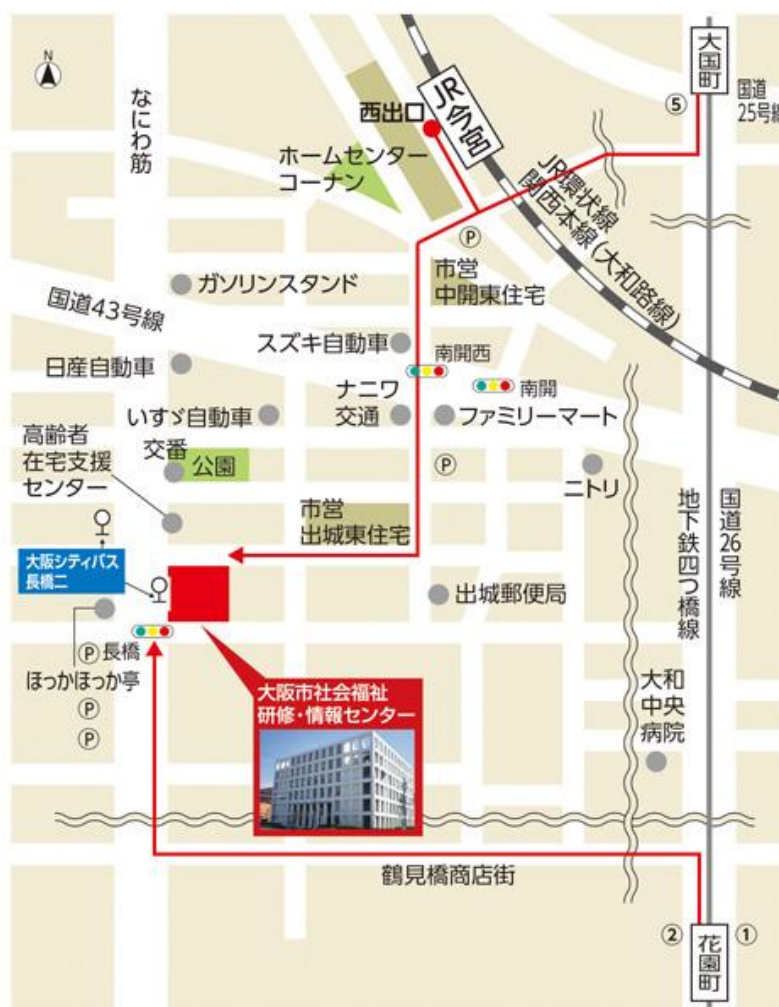 N
なにわ筋
大国町
⑤
国道
25号線
西出口
JR今宮
ホームセンター
コーナン
JR環状線
関西本線（大和路線）
Ⓟ
市営
中開東住宅
ガソリンスタンド
国道43号線
スズキ自動車
日産自動車
南開西
南開
ナニワ
交通
いすゞ自動車
ファミリーマート
高齢者
在宅支援
センター
交番
公園
Ⓟ
ニトリ
市営
出城東住宅
地下鉄四つ橋線
国道26号線
大阪シティバス
長橋二
出城郵便局
Ⓟ
長橋
ほっかほっか亭
Ⓟ
Ⓟ
大阪市社会福祉
研修・情報センター
大和
中央
病院
鶴見橋商店街
②
花園町
①